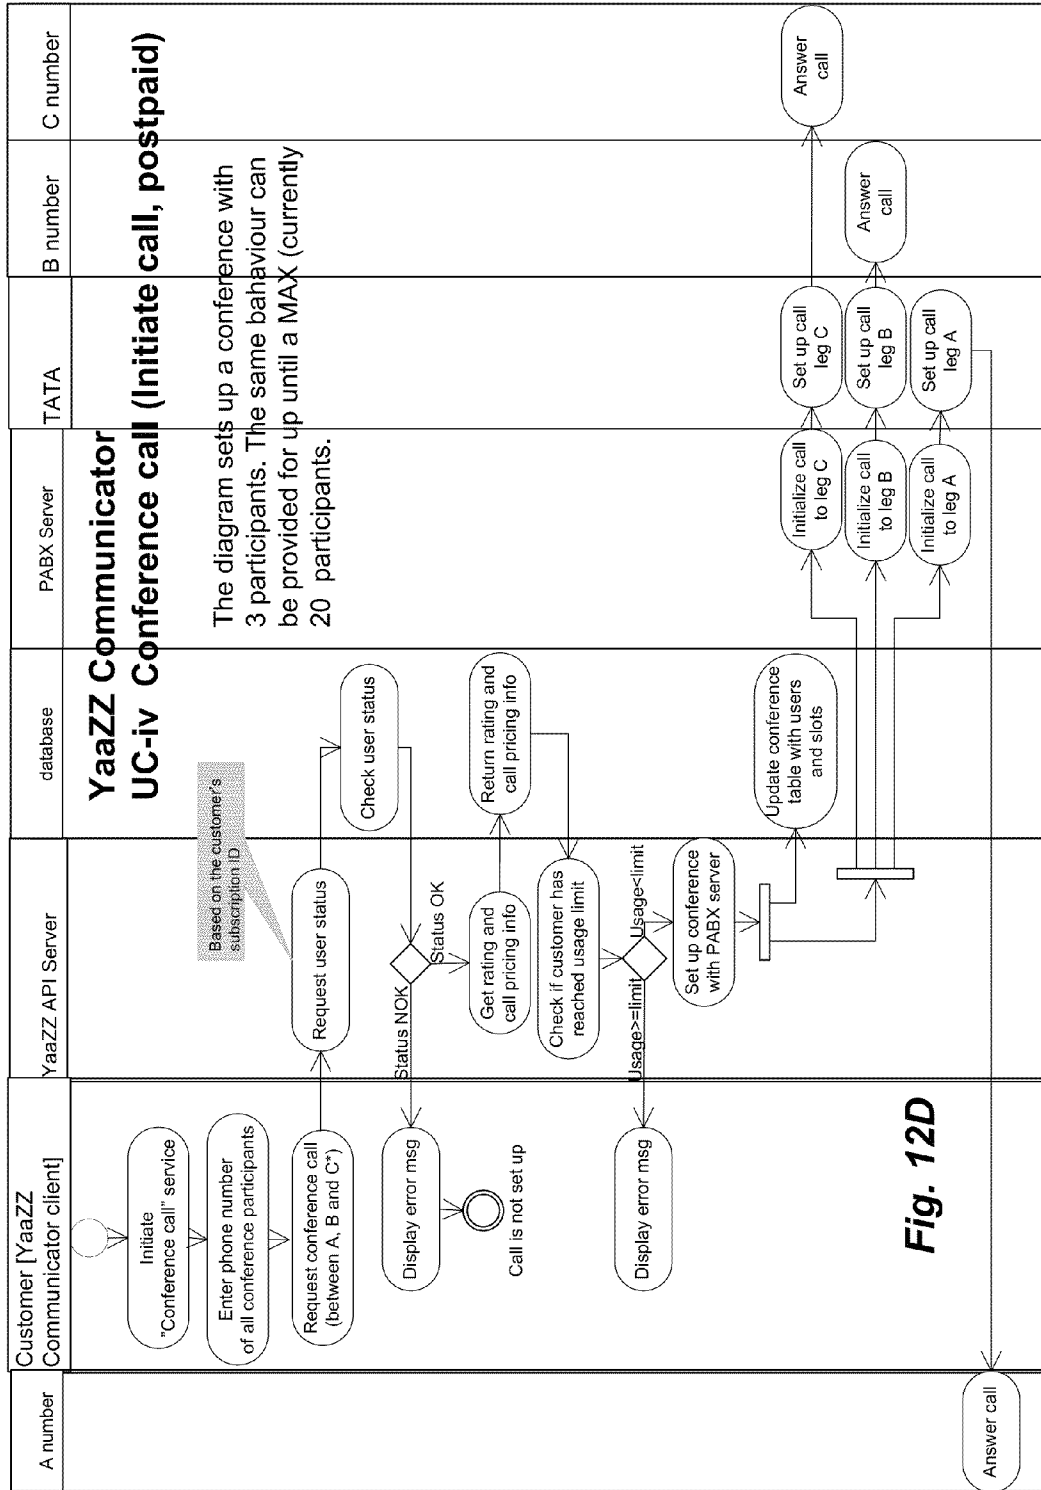 A number
Customer [YaaZZ
Communicator client]
YaaZZ API Server
database
PABX Server
TATA
B number
C number
YaaZZ Communicator
UC-iv  Conference call (Initiate call, postpaid)
The diagram sets up a conference with
3 participants. The same bahaviour can
be provided for up until a MAX (currently
20  participants.
Initiate
"Conference call" service
Enter phone number
of all conference participants
Request conference call
(between A, B and C*)
Based on the customer's
subscription ID
Request user status
Check user status
Status NOK
Status OK
Display error msg
Call is not set up
Get rating and
call pricing info
Return rating and
call pricing info
Check if customer has
reached usage limit
Usage>=limit
Usage<limit
Display error msg
Set up conference
with PABX server
Update conference
table with users
and slots
Initialize call
to leg C
Set up call
leg C
Answer
call
Initialize call
to leg B
Set up call
leg B
Answer
call
Initialize call
to leg A
Set up call
leg A
Answer call
Fig. 12D